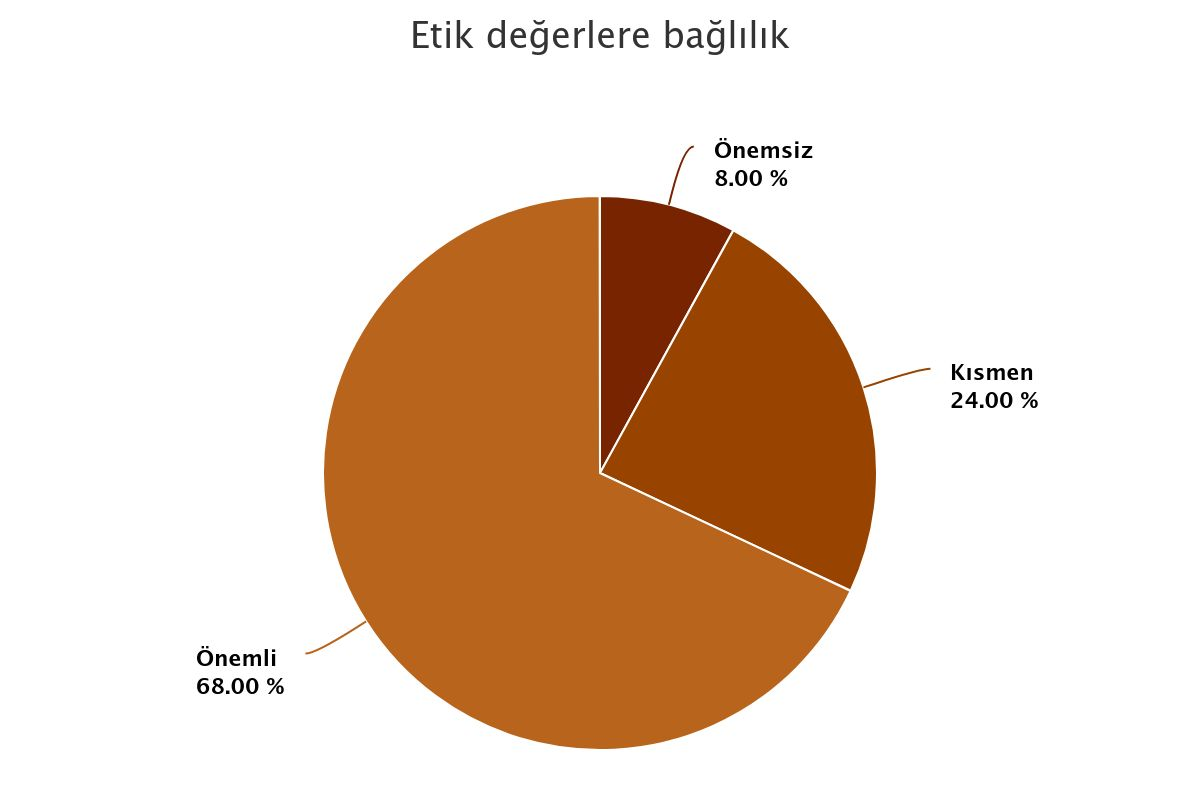 Etik değerlere bağlılık
Önemsiz
8.00 %
Kısmen
24.00 %
Önemli
68.00 %